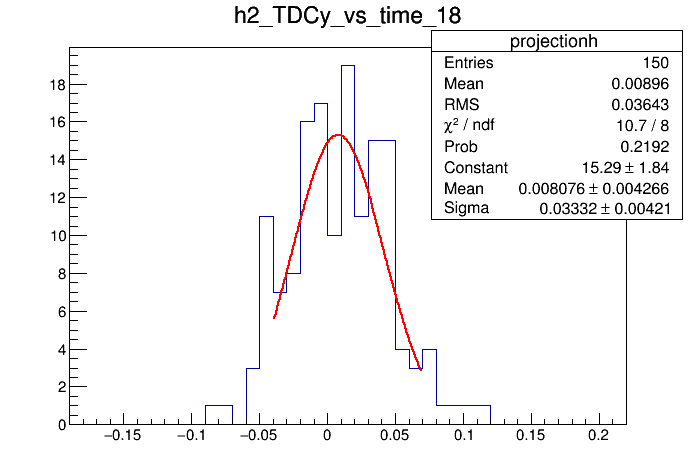 h2_TDCy_vs_time_18
projectionh
Entries 150
Mean 0.00896
RMS 0.03643
χ² / ndf 10.7 / 8
Prob 0.2192
Constant 15.29 ± 1.84
Mean 0.008076 ± 0.004266
Sigma 0.03332 ± 0.00421
18
16
14
12
10
8
6
4
2
0
−0.15 −0.1 −0.05 0 0.05 0.1 0.15 0.2